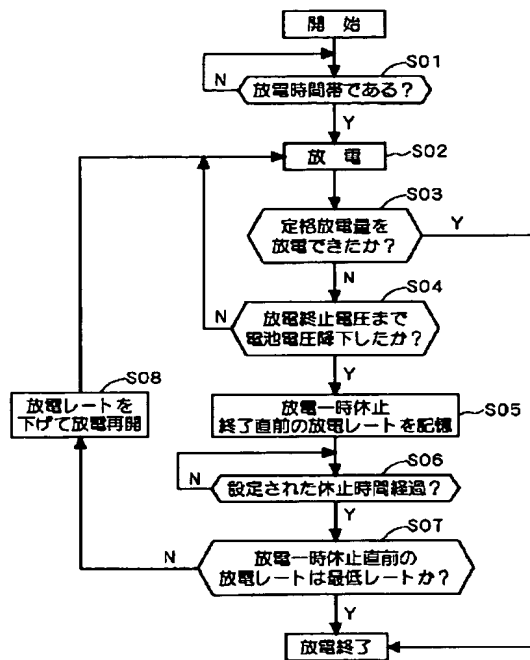 開 始
S01
N
放電時間帯である?
Y
放 電
S02
S03
定格放電量を
放電できたか?
Y
N
S04
N
放電終止電圧まで
電池電圧降下したか?
Y
S08
放電レートを
下げて放電再開
放電一時休止
終了直前の放電レートを記憶
S05
S06
N
設定された休止時間経過?
Y
S07
N
放電一時休止直前の
放電レートは最低レートか?
Y
放電終了